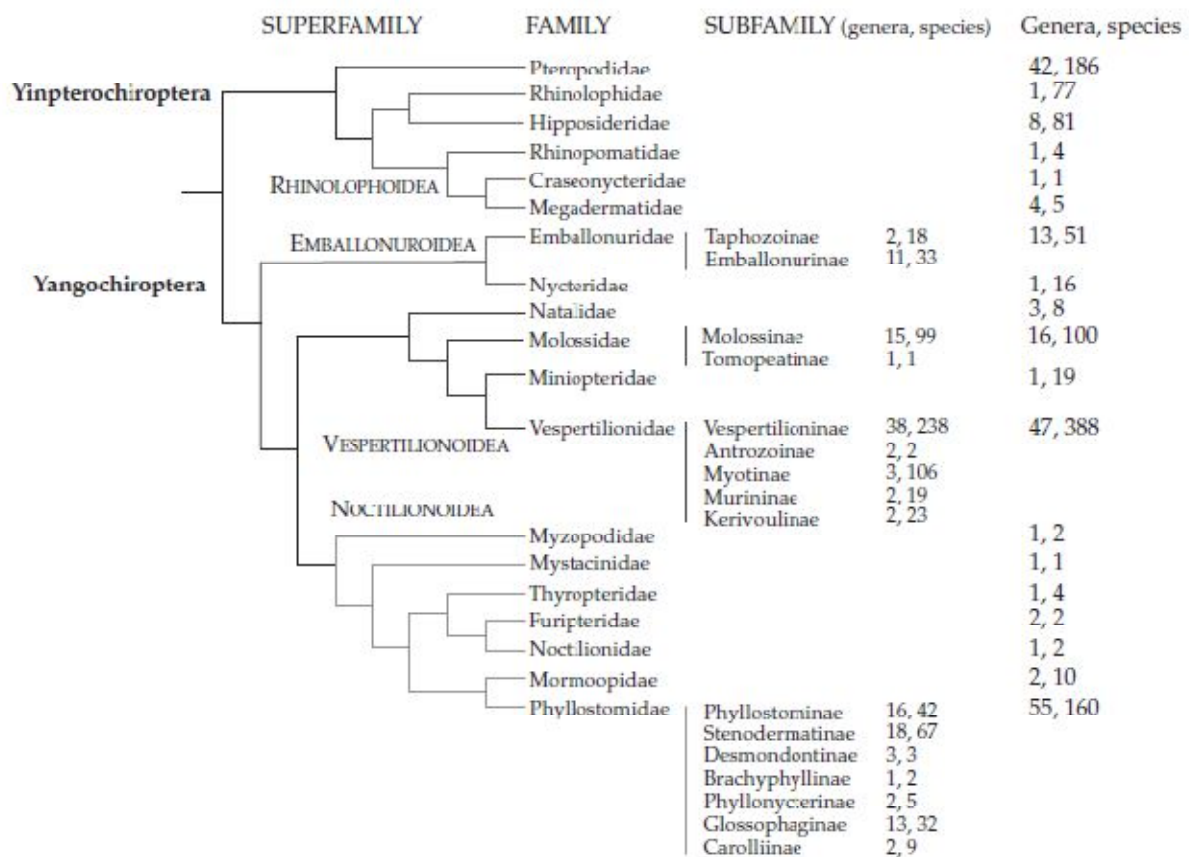 SUPERFAMILY FAMILY SUBFAMILY (genera, species) Genera, species
Pteropodidae 42, 186
Yinpterochiroptera
Rhinolophidae 1, 77
Hipposideridae 8, 81
Rhinopomatidae 1, 4
RHINOLOPHOIDEA
Craseonycteridae 1, 1
Megadermatidae 4, 5
EMBALLONUROIDEA
Emballonuridae Taphozoinae 2, 18 13, 51
Emballonurinae 11, 33
Yangochiroptera
Nycteridae 1, 16
Natalidae 3, 8
Molossidae Molossinae 15, 99 16, 100
Tomopeatinae 1, 1
Miniopteridae 1, 19
Vespertilionidae Vespertilioninae 38, 238 47, 388
VESPERTILIONOIDEA
Antrozoinae 2, 2
Myotinae 3, 106
Murininae 2, 19
NOCTILIONOIDEA
Kerivoulinae 2, 23
Myzopodidae 1, 2
Mystacinidae 1, 1
Thyropteridae 1, 4
Furipteridae 2, 2
Noctilionidae 1, 2
Mormoopidae 2, 10
Phyllostomidae Phyllostominae 16, 42 55, 160
Stenodermatinae 18, 67
Desmondontinae 3, 3
Brachyphyllinae 1, 2
Phyllonycterinae 2, 5
Glossophaginae 13, 32
Carolliinae 2, 9